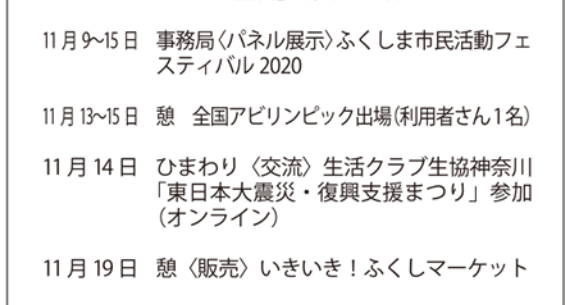 11月9〜15日 事務局〈パネル展示〉ふくしま市民活動フェ
スティバル 2020
11月13〜15日 憩 全国アビリンピック出場(利用者さん1名)
11月14日 ひまわり〈交流〉生活クラブ生協神奈川
「東日本大震災・復興支援まつり」参加
(オンライン)
11月19日 憩〈販売〉いきいき！ふくしマーケット